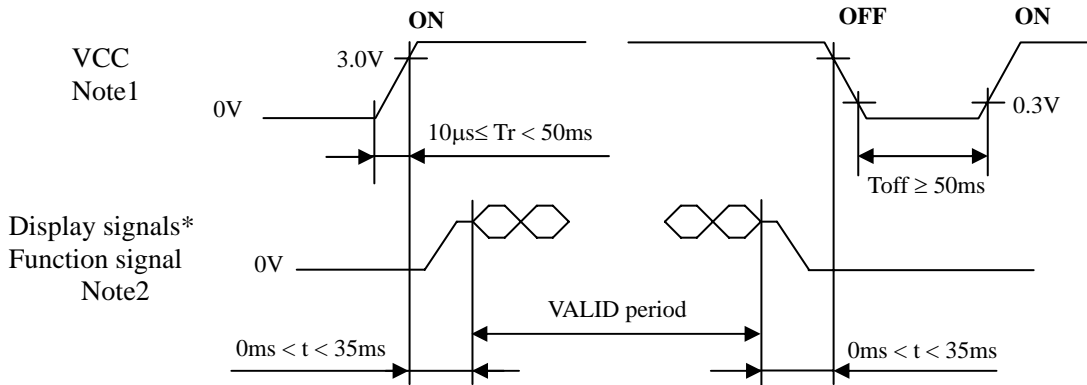 ON
OFF
ON
VCC
Note1
3.0V
0V
0.3V
10μs≤ Tr < 50ms
Toff ≥ 50ms
Display signals*
Function signal
Note2
0V
VALID period
0ms < t < 35ms
0ms < t < 35ms